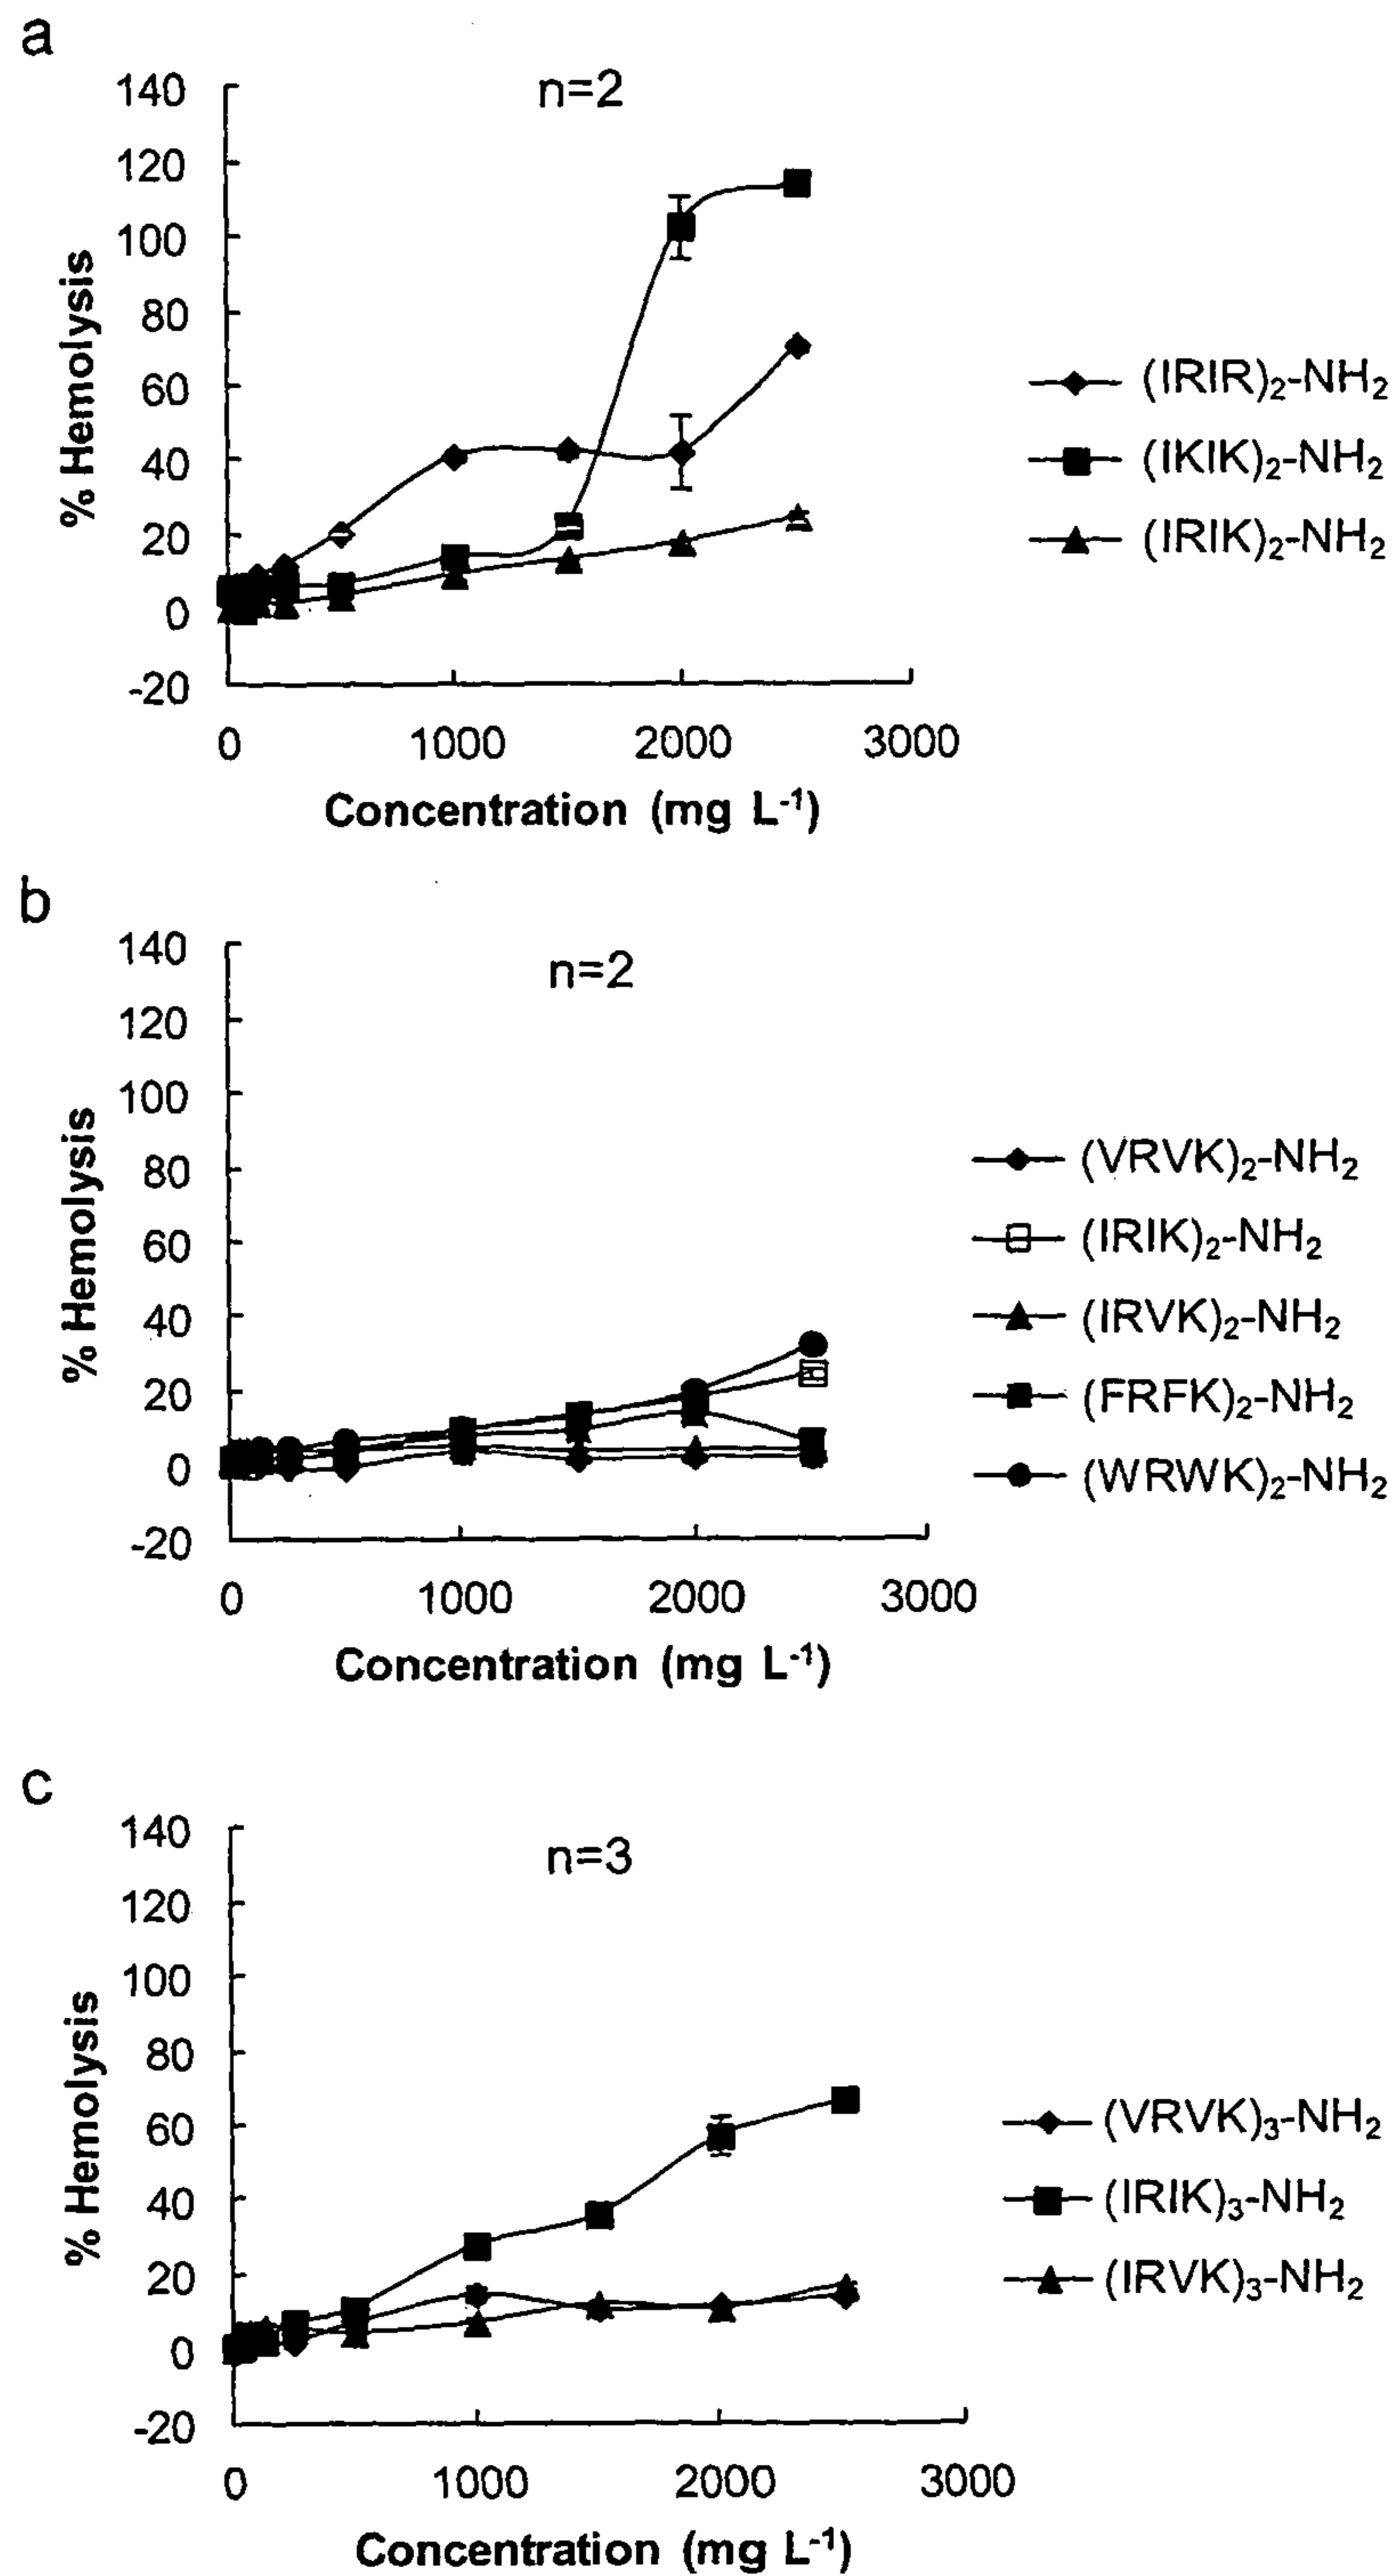 a
n=2
140
120
100
80
60
40
20
0
-20
% Hemolysis
0 1000 2000 3000
Concentration (mg L⁻¹)
(IRIR)₂-NH₂
(IKIK)₂-NH₂
(IRIK)₂-NH₂
b
n=2
140
120
100
80
60
40
20
0
-20
% Hemolysis
0 1000 2000 3000
Concentration (mg L⁻¹)
(VRVK)₂-NH₂
(IRIK)₂-NH₂
(IRVK)₂-NH₂
(FRFK)₂-NH₂
(WRWK)₂-NH₂
c
n=3
140
120
100
80
60
40
20
0
-20
% Hemolysis
0 1000 2000 3000
Concentration (mg L⁻¹)
(VRVK)₃-NH₂
(IRIK)₃-NH₂
(IRVK)₃-NH₂